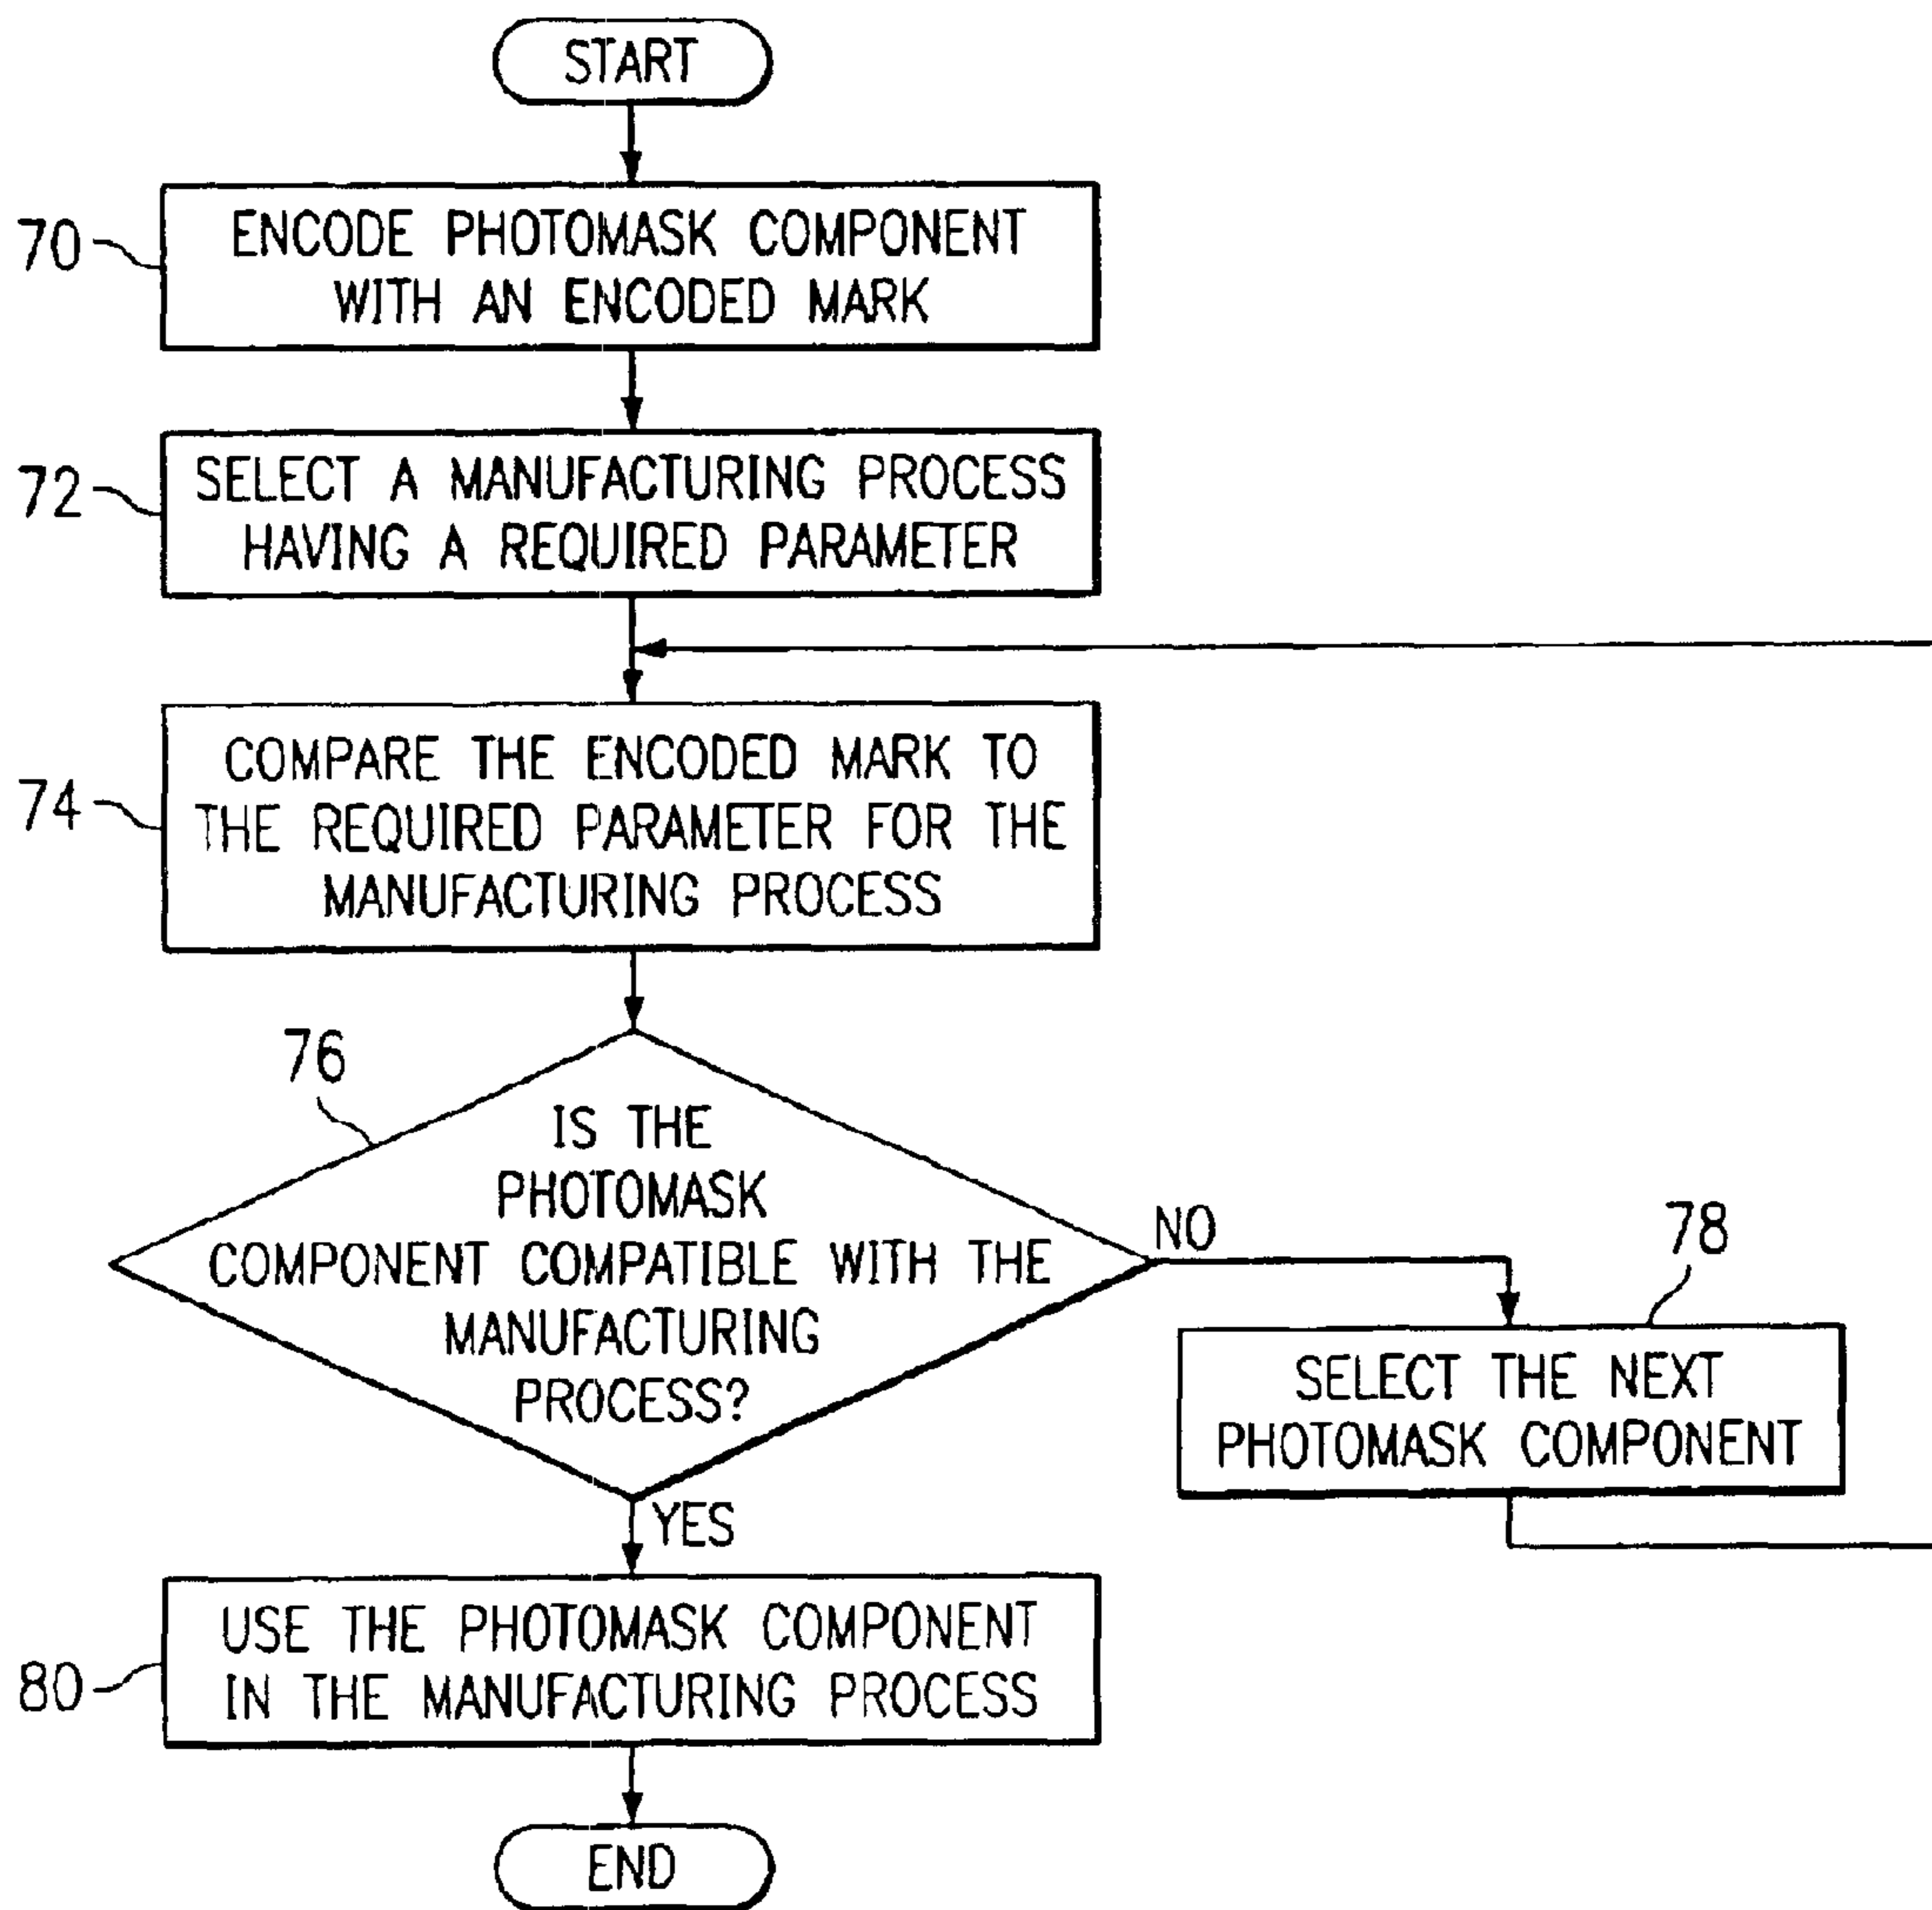 START
70
ENCODE PHOTOMASK COMPONENT
WITH AN ENCODED MARK
72
SELECT A MANUFACTURING PROCESS
HAVING A REQUIRED PARAMETER
74
COMPARE THE ENCODED MARK TO
THE REQUIRED PARAMETER FOR THE
MANUFACTURING PROCESS
76
IS THE
PHOTOMASK
COMPONENT COMPATIBLE WITH THE
MANUFACTURING
PROCESS?
NO
78
SELECT THE NEXT
PHOTOMASK COMPONENT
YES
80
USE THE PHOTOMASK COMPONENT
IN THE MANUFACTURING PROCESS
END